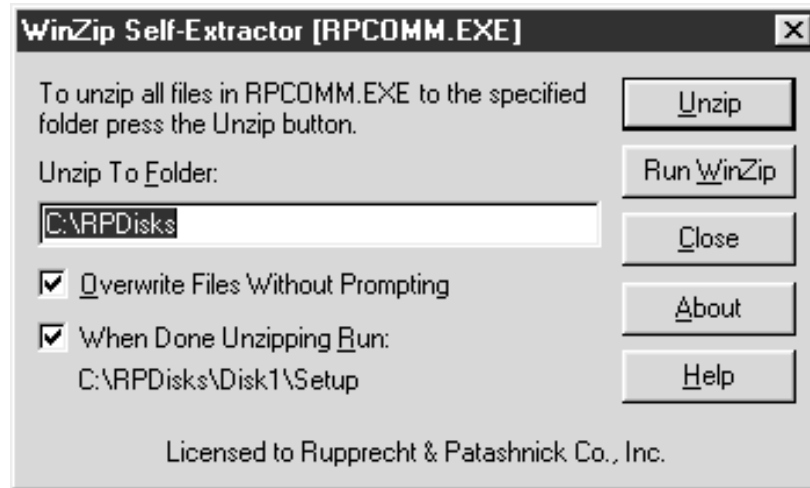 WinZip Self-Extractor [RPCOMM.EXE]
To unzip all files in RPCOMM.EXE to the specified
folder press the Unzip button.
Unzip To Folder:
C:\RPDisks
Overwrite Files Without Prompting
When Done Unzipping Run:
C:\RPDisks\Disk1\Setup
Unzip
Run WinZip
Close
About
Help
Licensed to Rupprecht & Patashnick Co., Inc.